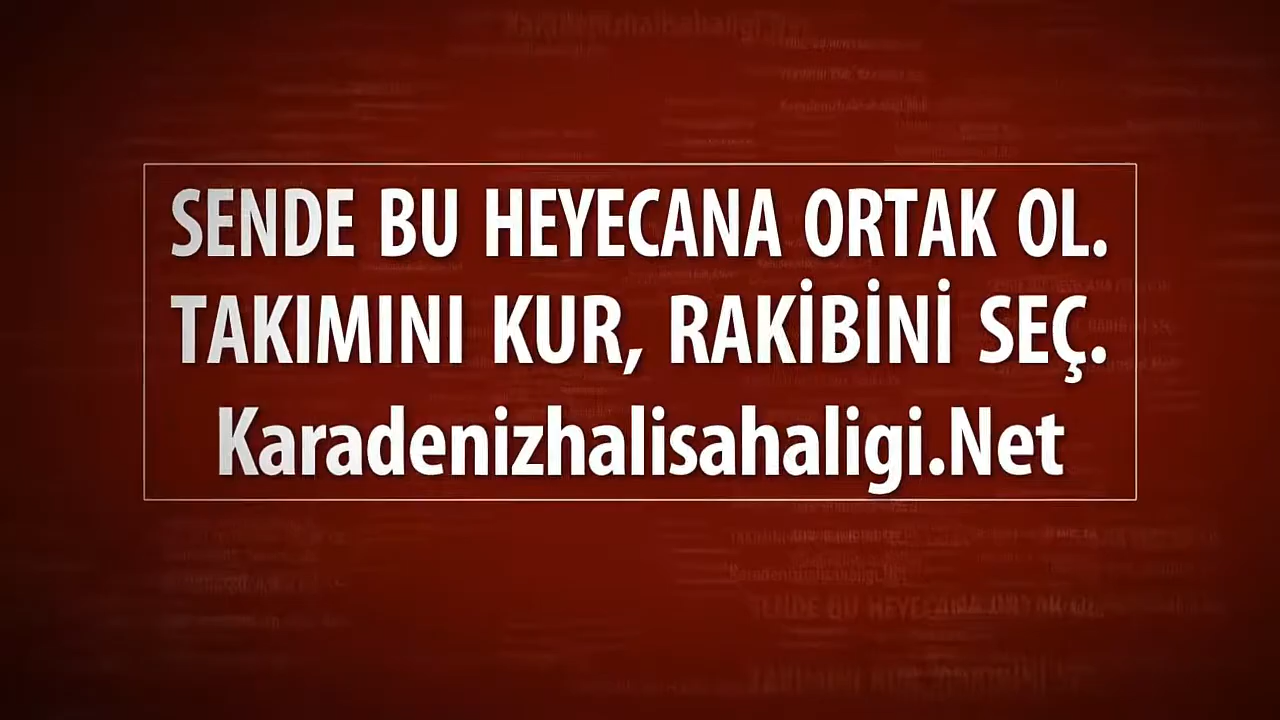 SENDE BU HEYECANA ORTAK OL.
TAKIMINI KUR, RAKİBİNİ SEÇ.
Karadenizhalisahaligi.Net